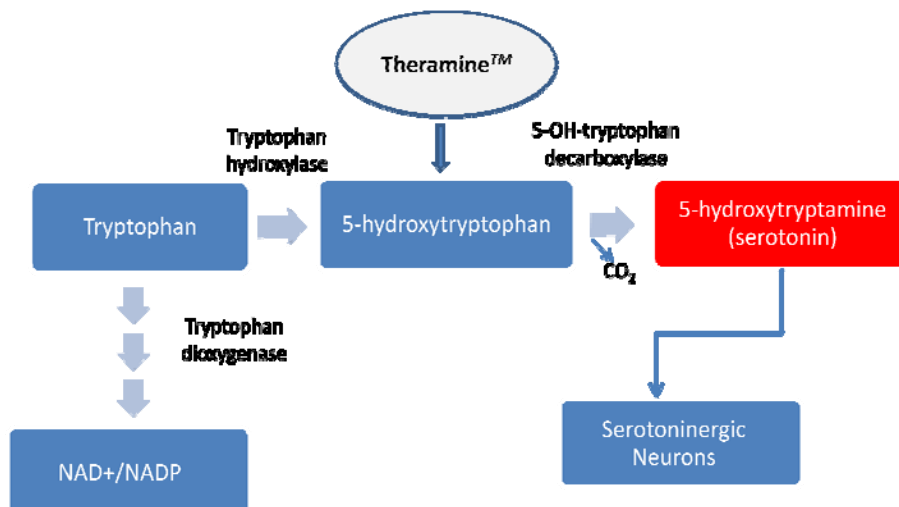 Theramine™
Tryptophan
hydroxylase
5-OH-tryptophan
decarboxylase
Tryptophan
5-hydroxytryptophan
5-hydroxytryptamine
(serotonin)
CO₂
Tryptophan
dioxygenase
Serotoninergic
Neurons
NAD+/NADP